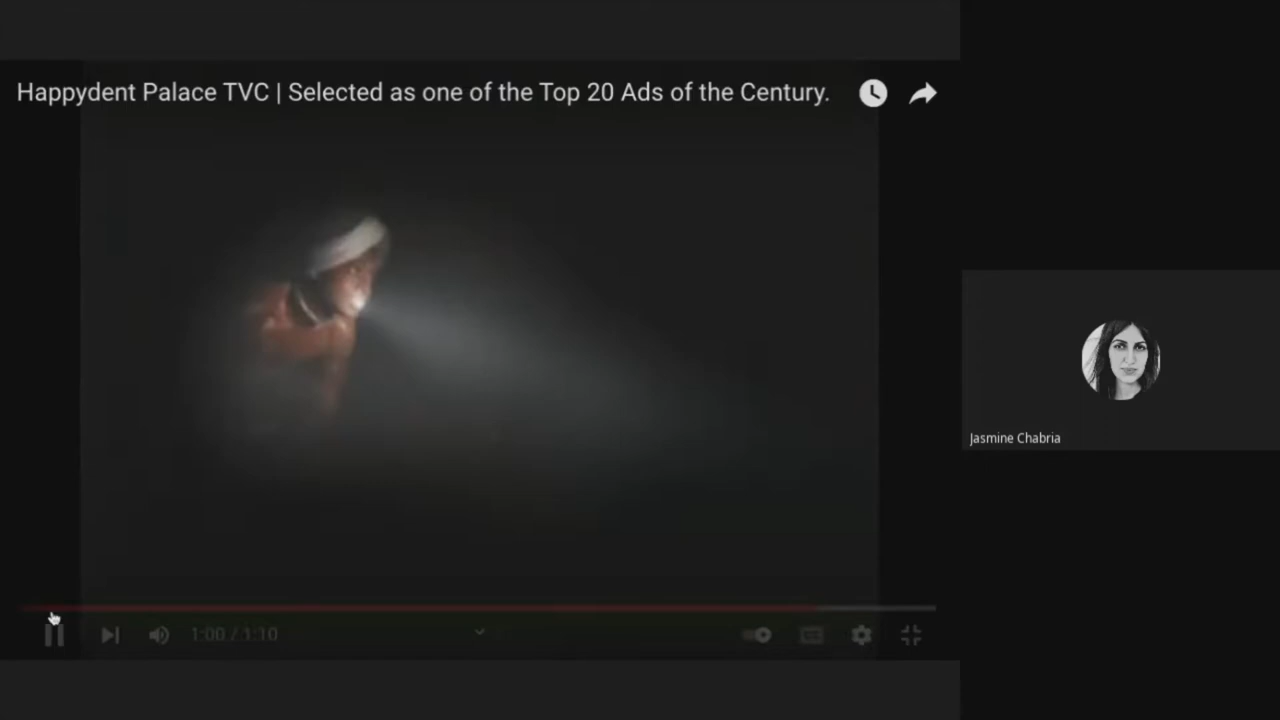 Happydent Palace TVC | Selected as one of the Top 20 Ads of the Century.
Jasmine Chabria
1:00 / 1:10